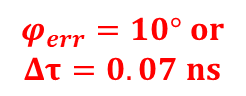 φ_err = 10° or
Δτ = 0.07 ns